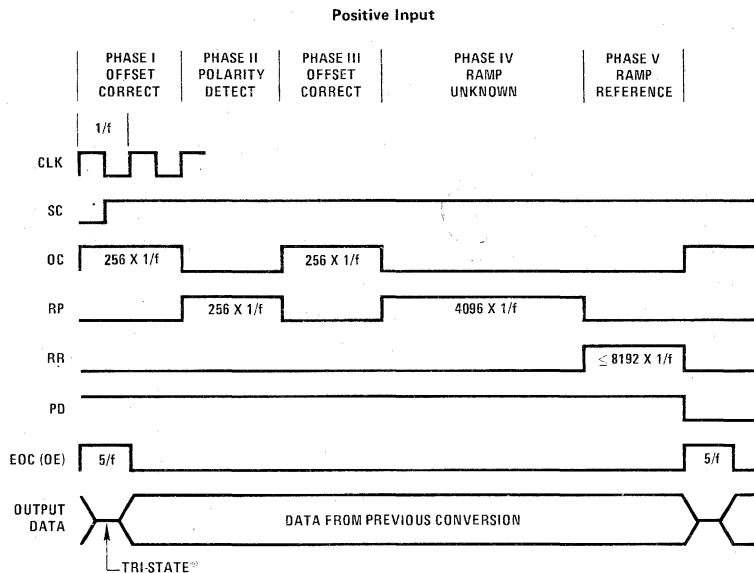 Positive Input
PHASE I
OFFSET
CORRECT
PHASE II
POLARITY
DETECT
PHASE III
OFFSET
CORRECT
PHASE IV
RAMP
UNKNOWN
PHASE V
RAMP
REFERENCE
1/f
CLK
SC
OC
256 X 1/f
256 X 1/f
RP
256 X 1/f
4096 X 1/f
RR
≤ 8192 X 1/f
PD
EOC (OE)
5/f
5/f
OUTPUT
DATA
DATA FROM PREVIOUS CONVERSION
TRI-STATE®